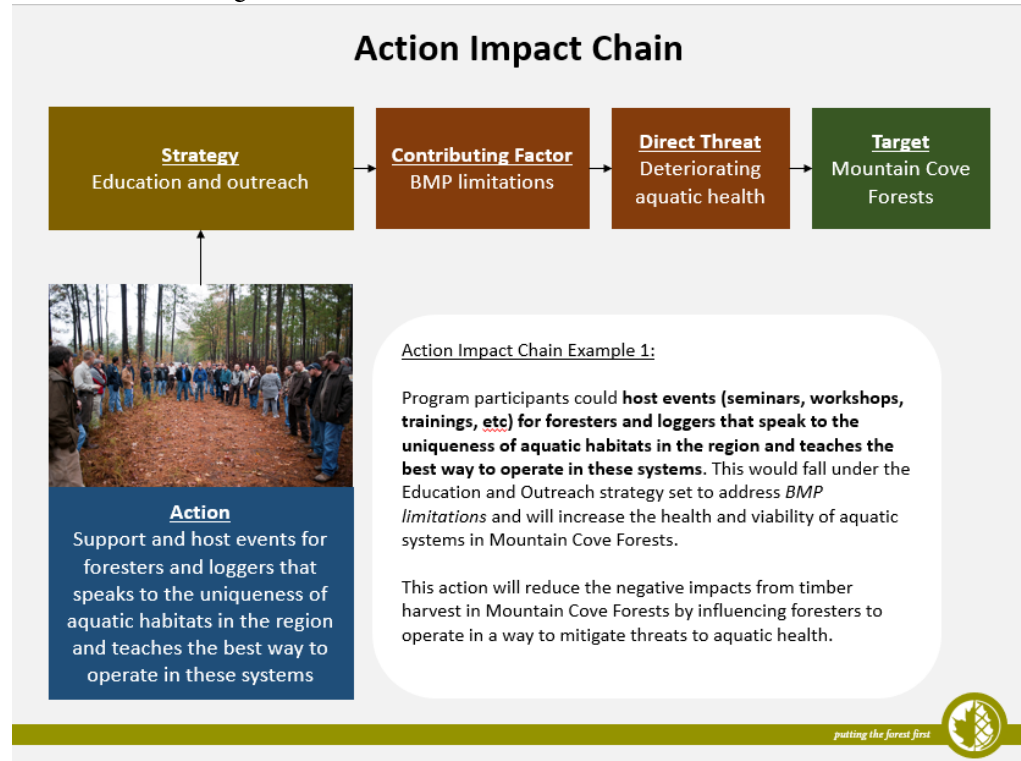 Action Impact Chain
Strategy
Education and outreach
Contributing Factor
BMP limitations
Direct Threat
Deteriorating
aquatic health
Target
Mountain Cove
Forests
Action
Support and host events for
foresters and loggers that
speaks to the uniqueness of
aquatic habitats in the region
and teaches the best way to
operate in these systems
Action Impact Chain Example 1:
Program participants could host events (seminars, workshops,
trainings, etc) for foresters and loggers that speak to the
uniqueness of aquatic habitats in the region and teaches the
best way to operate in these systems. This would fall under the
Education and Outreach strategy set to address BMP
limitations and will increase the health and viability of aquatic
systems in Mountain Cove Forests.
This action will reduce the negative impacts from timber
harvest in Mountain Cove Forests by influencing foresters to
operate in a way to mitigate threats to aquatic health.
putting the forest first